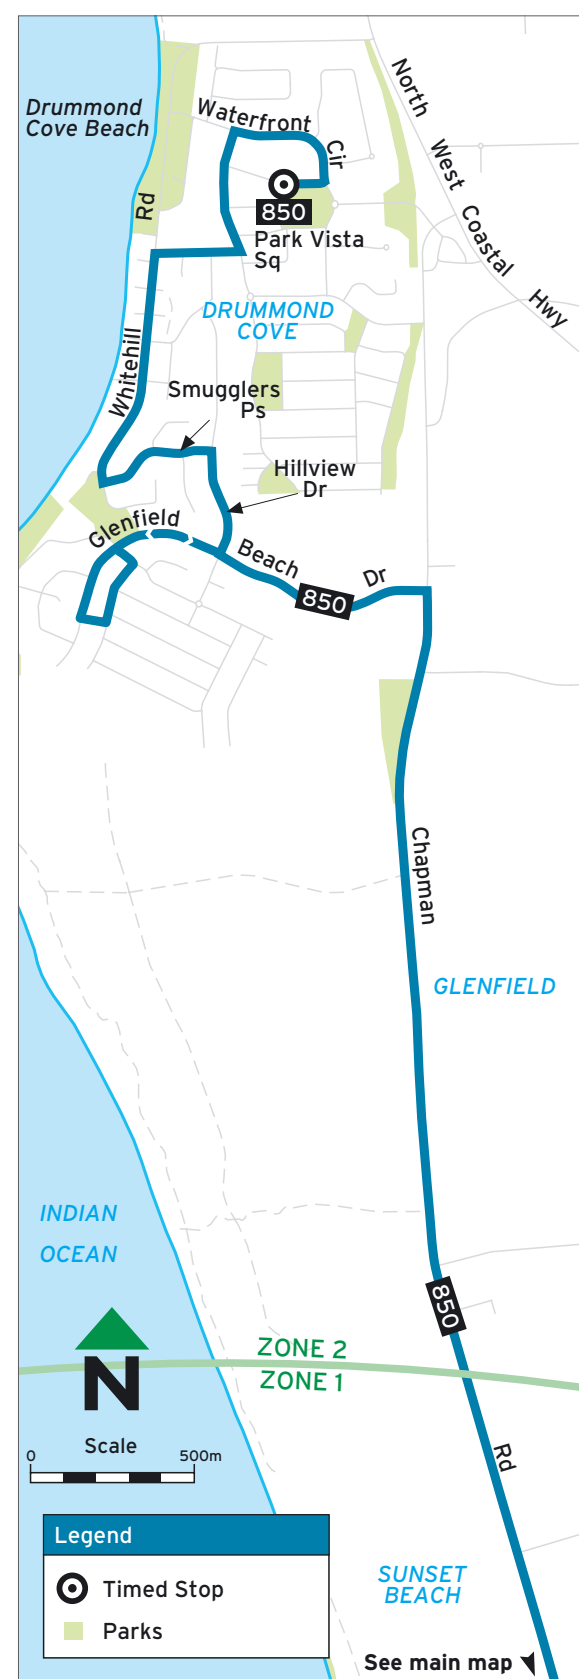 Drummond
Cove Beach
Waterfront
Cir
North
West
Coastal
Hwy
Rd
850
Park Vista
Sq
DRUMMOND
COVE
Whitehill
Smugglers
Ps
Hillview
Dr
Glenfield
Beach
Dr
850
Chapman
GLENFIELD
INDIAN
OCEAN
850
ZONE 2
ZONE 1
N
Scale
0 500m
Rd
Legend
Timed Stop
Parks
SUNSET
BEACH
See main map